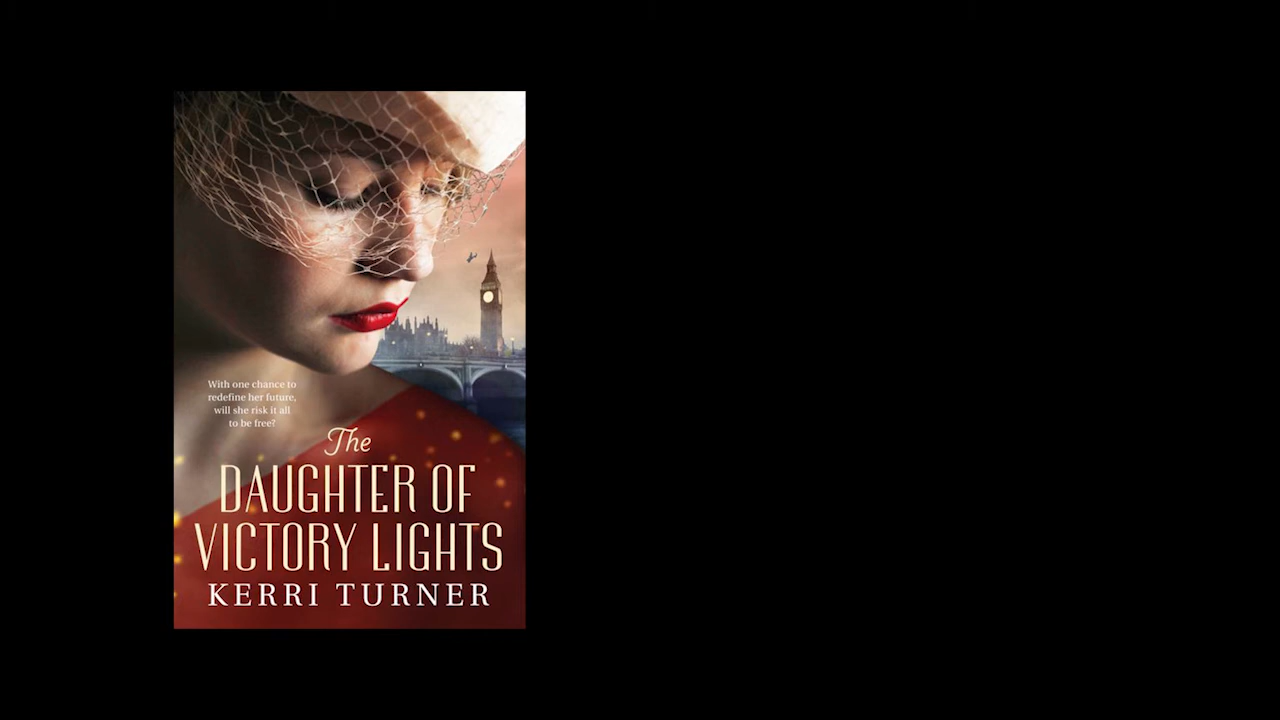 With one chance to
redefine her future,
will she risk it all
to be free?
The
DAUGHTER OF
VICTORY LIGHTS
KERRI TURNER